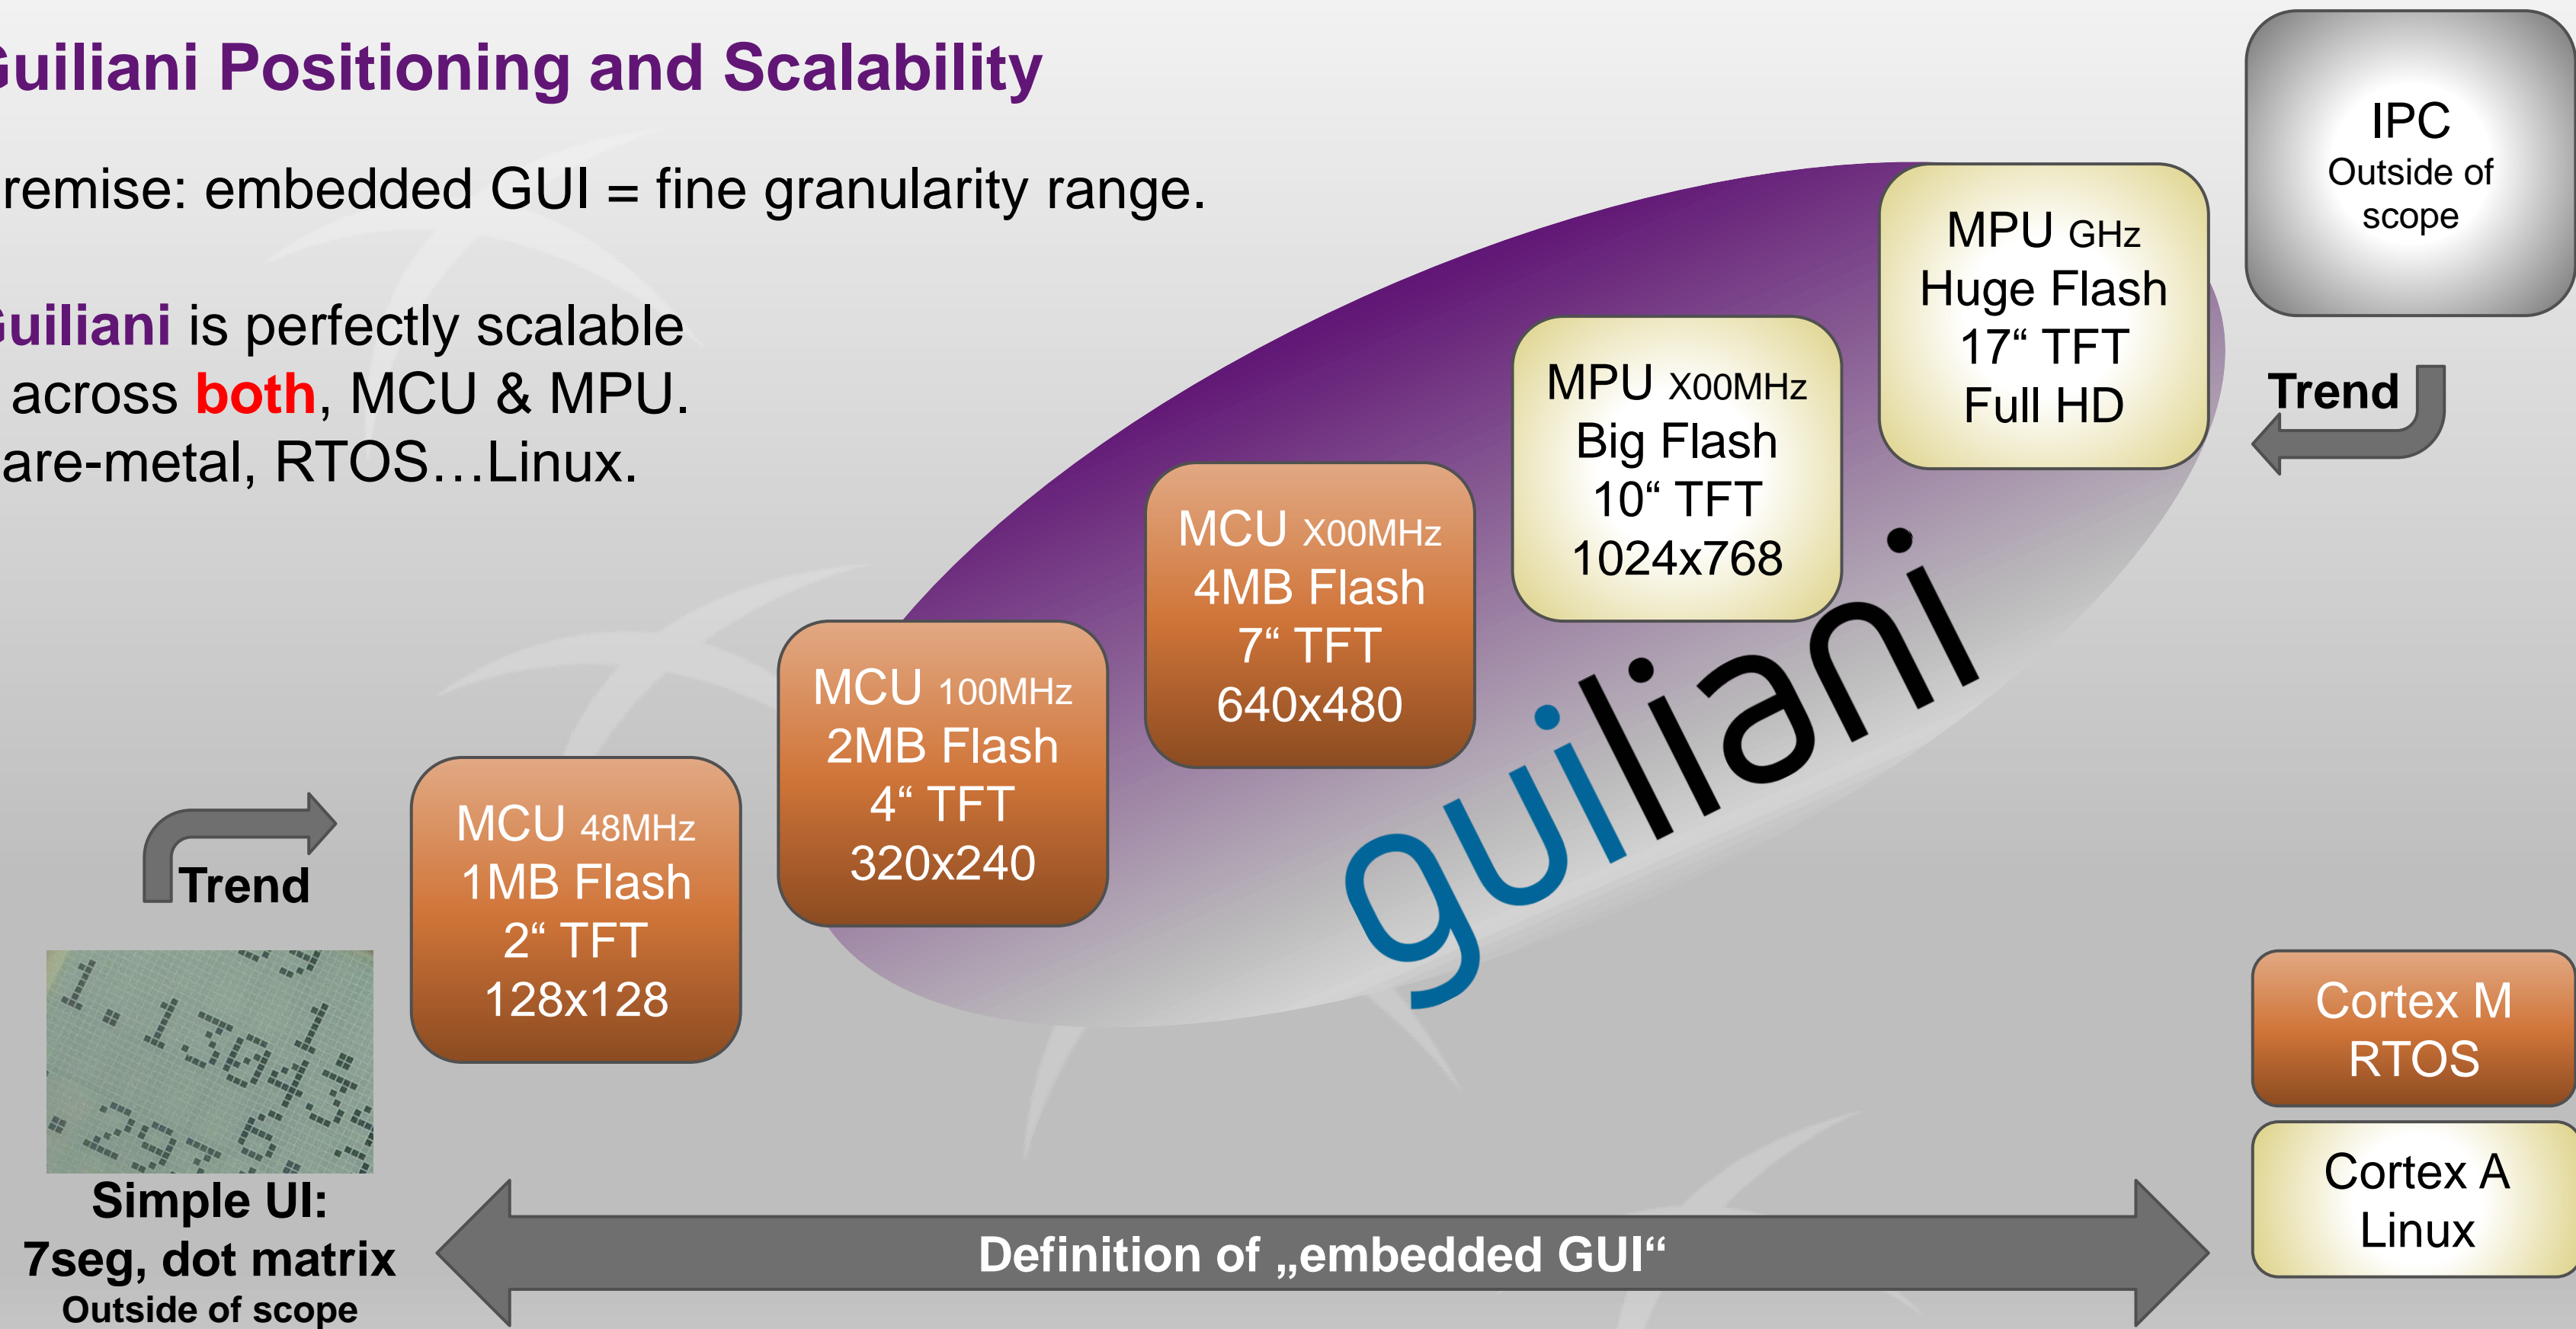 Guiliani Positioning and Scalability
remise: embedded GUI = fine granularity range.
Guiliani is perfectly scalable
across both, MCU & MPU.
are-metal, RTOS…Linux.
IPC
Outside of
scope
Trend
MPU GHz
Huge Flash
17“ TFT
Full HD
MPU X00MHz
Big Flash
10“ TFT
1024x768
MCU X00MHz
4MB Flash
7“ TFT
640x480
MCU 100MHz
2MB Flash
4“ TFT
320x240
MCU 48MHz
1MB Flash
2“ TFT
128x128
guiliani
Trend
Simple UI:
7seg, dot matrix
Outside of scope
Definition of „embedded GUI“
Cortex M
RTOS
Cortex A
Linux